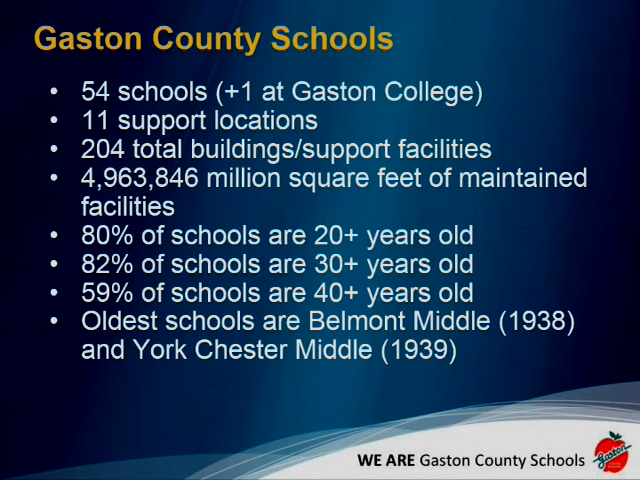 Gaston County Schools
• 54 schools (+1 at Gaston College)
• 11 support locations
• 204 total buildings/support facilities
• 4,963,846 million square feet of maintained
facilities
• 80% of schools are 20+ years old
• 82% of schools are 30+ years old
• 59% of schools are 40+ years old
• Oldest schools are Belmont Middle (1938)
and York Chester Middle (1939)
WE ARE Gaston County Schools
Gaston